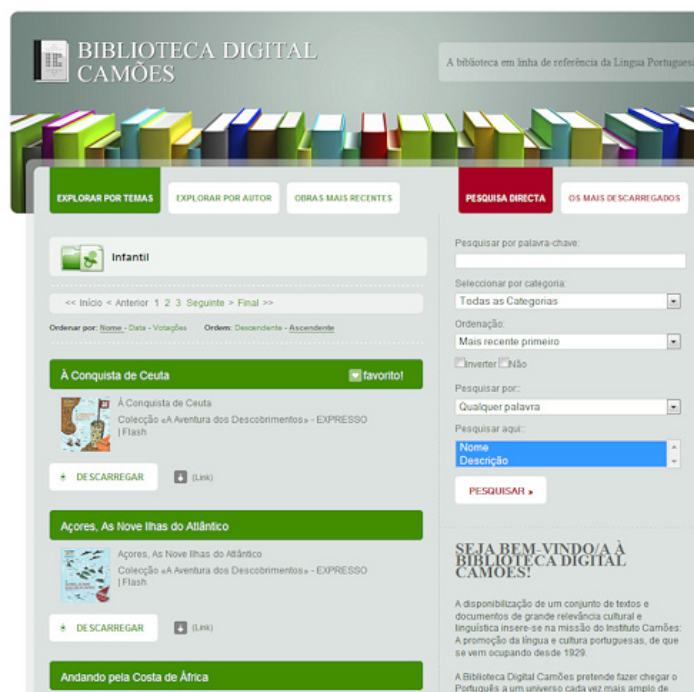 BIBLIOTECA DIGITAL
CAMÕES
A biblioteca em linha de referência da Lingua Portugues
EXPLORAR POR TEMAS
EXPLORAR POR AUTOR
OBRAS MAIS RECENTES
PESQUISA DIRECTA
OS MAIS DESCARREGADOS
Infantil
<< Início < Anterior 1 2 3 Seguinte > Final >>
Ordenar por: Nome - Data - Votações Ordem: Descendente - Ascendente
À Conquista de Ceuta
favorito!
À Conquista de Ceuta
Colecção «A Aventura dos Descobrimentos» - EXPRESSO
| Flash
DESCARREGAR
(Link)
Açores, As Nove Ilhas do Atlântico
Açores, As Nove Ilhas do Atlântico
Colecção «A Aventura dos Descobrimentos» - EXPRESSO
| Flash
DESCARREGAR
(Link)
Andando pela Costa de África
Pesquisar por palavra-chave:
Seleccionar por categoria:
Todas as Categorias
Ordenação:
Mais recente primeiro
Inverter Não
Pesquisar por::
Qualquer palavra
Pesquisar aqui::
Nome
Descrição
PESQUISAR »
SEJA BEM-VINDO/A À
BIBLIOTECA DIGITAL
CAMÕES!
A disponibilização de um conjunto de textos e
documentos de grande relevância cultural e
linguística insere-se na missão do Instituto Camões:
A promoção da língua e cultura portuguesas, de que
se vem ocupando desde 1929.
A Biblioteca Digital Camões pretende fazer chegar o
Português a um universo cada vez mais amplo de